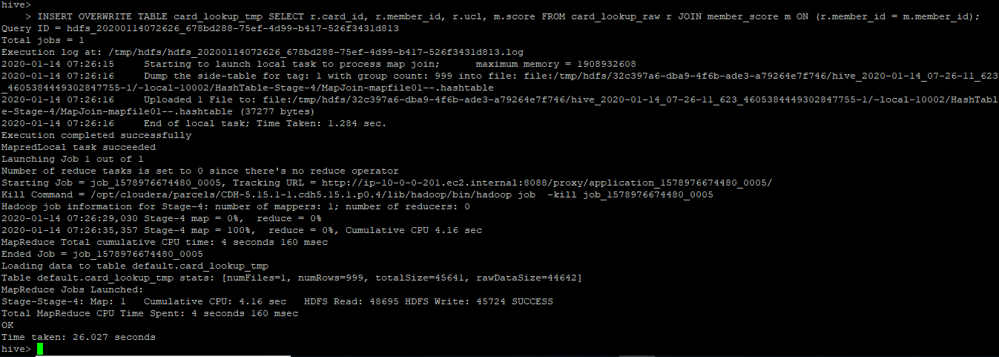 hive>
    > INSERT OVERWRITE TABLE card_lookup_tmp SELECT r.card_id, r.member_id, r.ucl, m.score FROM card_lookup_raw r JOIN member_score m ON (r.member_id = m.member_id);
Query ID = hdfs_20200114072626_678bd288-75ef-4d99-b417-526f3431d813
Total jobs = 1
Execution log at: /tmp/hdfs/hdfs_20200114072626_678bd288-75ef-4d99-b417-526f3431d813.log
2020-01-14 07:26:15     Starting to launch local task to process map join;      maximum memory = 1908932608
2020-01-14 07:26:16     Dump the side-table for tag: 1 with group count: 999 into file: file:/tmp/hdfs/32c397a6-dba9-4f6b-ade3-a79264e7f746/hive_2020-01-14_07-26-11_623
_4605384449302847755-1/-local-10002/HashTable-Stage-4/MapJoin-mapfile01--.hashtable
2020-01-14 07:26:16     Uploaded 1 File to: file:/tmp/hdfs/32c397a6-dba9-4f6b-ade3-a79264e7f746/hive_2020-01-14_07-26-11_623_4605384449302847755-1/-local-10002/HashTabl
e-Stage-4/MapJoin-mapfile01--.hashtable (37277 bytes)
2020-01-14 07:26:16     End of local task; Time Taken: 1.284 sec.
Execution completed successfully
MapredLocal task succeeded
Launching Job 1 out of 1
Number of reduce tasks is set to 0 since there's no reduce operator
Starting Job = job_1578976674480_0005, Tracking URL = http://ip-10-0-0-201.ec2.internal:8088/proxy/application_1578976674480_0005/
Kill Command = /opt/cloudera/parcels/CDH-5.15.1-1.cdh5.15.1.p0.4/lib/hadoop/bin/hadoop job  -kill job_1578976674480_0005
Hadoop job information for Stage-4: number of mappers: 1; number of reducers: 0
2020-01-14 07:26:29,030 Stage-4 map = 0%,  reduce = 0%
2020-01-14 07:26:35,357 Stage-4 map = 100%,  reduce = 0%, Cumulative CPU 4.16 sec
MapReduce Total cumulative CPU time: 4 seconds 160 msec
Ended Job = job_1578976674480_0005
Loading data to table default.card_lookup_tmp
Table default.card_lookup_tmp stats: [numFiles=1, numRows=999, totalSize=45641, rawDataSize=44642]
MapReduce Jobs Launched:
Stage-Stage-4: Map: 1   Cumulative CPU: 4.16 sec   HDFS Read: 48695 HDFS Write: 45724 SUCCESS
Total MapReduce CPU Time Spent: 4 seconds 160 msec
OK
Time taken: 26.027 seconds
hive>